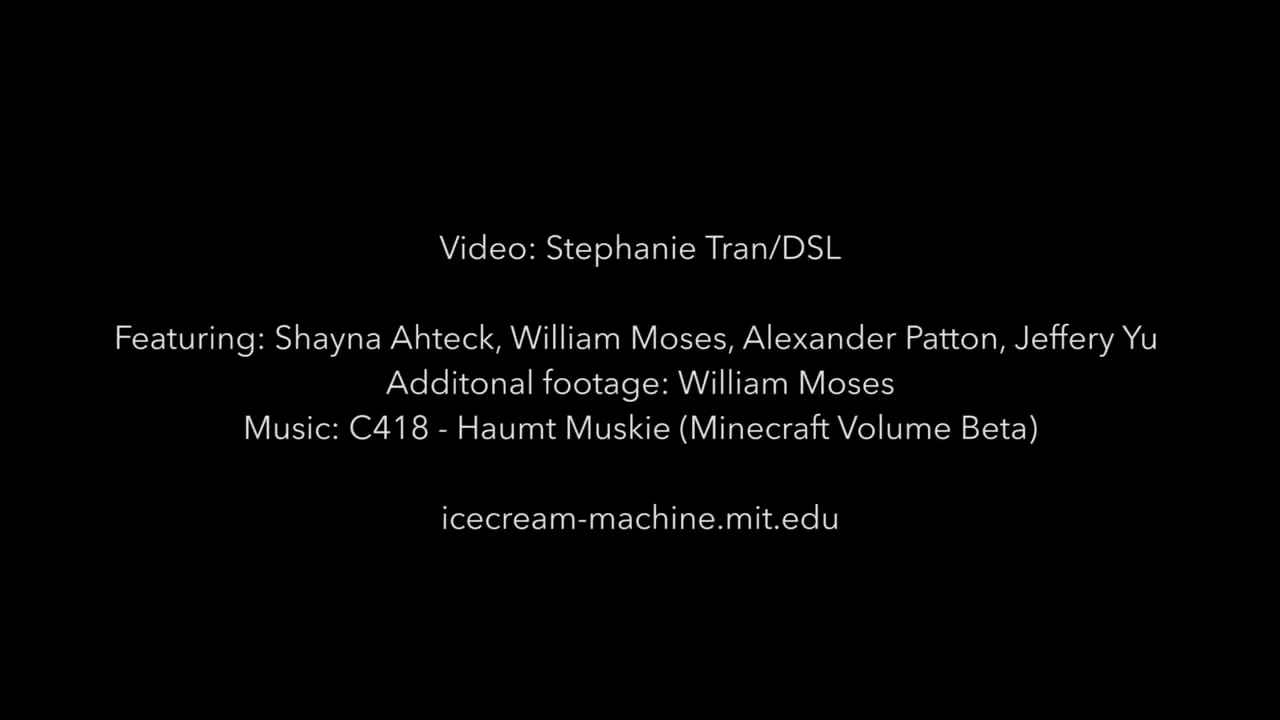 Video: Stephanie Tran/DSL
Featuring: Shayna Ahteck, William Moses, Alexander Patton, Jeffery Yu
Additonal footage: William Moses
Music: C418 - Haumt Muskie (Minecraft Volume Beta)
icecream-machine.mit.edu